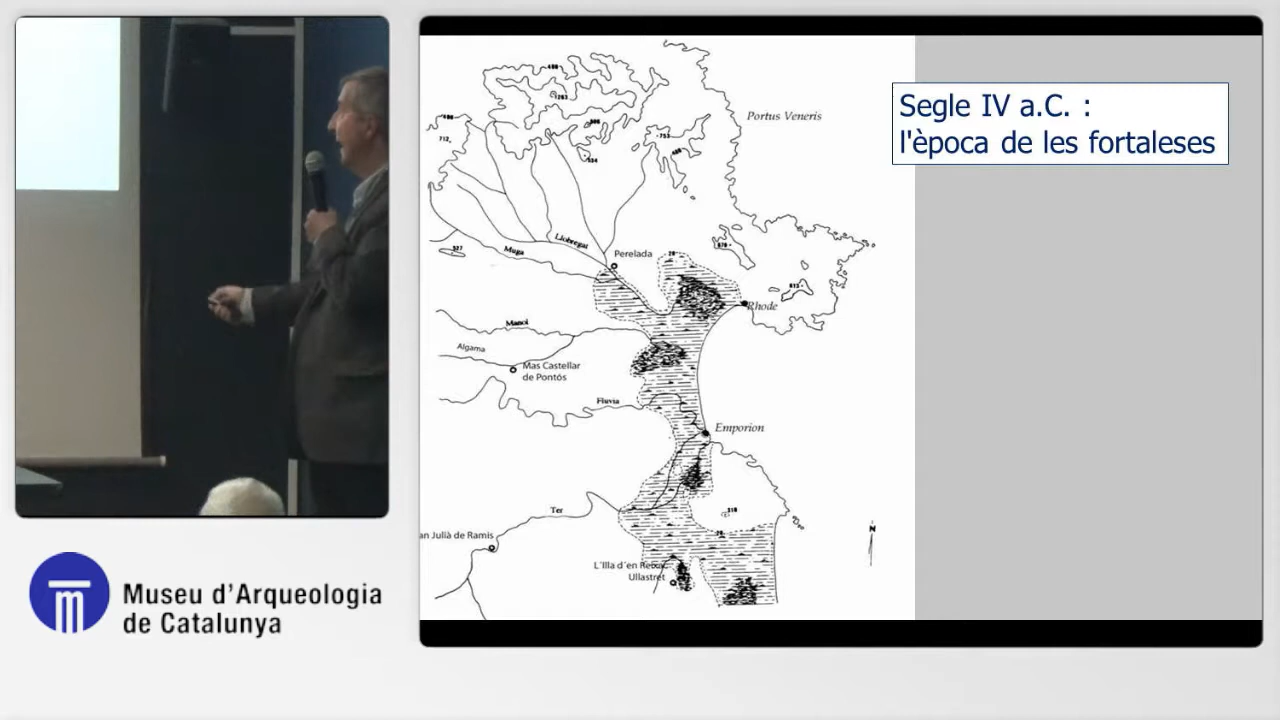 Segle IV a.C. :
l'època de les fortaleses
Portus Veneris
Llobregat
Muga
Perelada
Rhode
Manol
Algama
Mas Castellar
de Pontós
Fluvia
Emporion
Ter
an Julià de Ramis
L'Illa d'en Reixac
Ullastret
N
Museu d'Arqueologia
de Catalunya